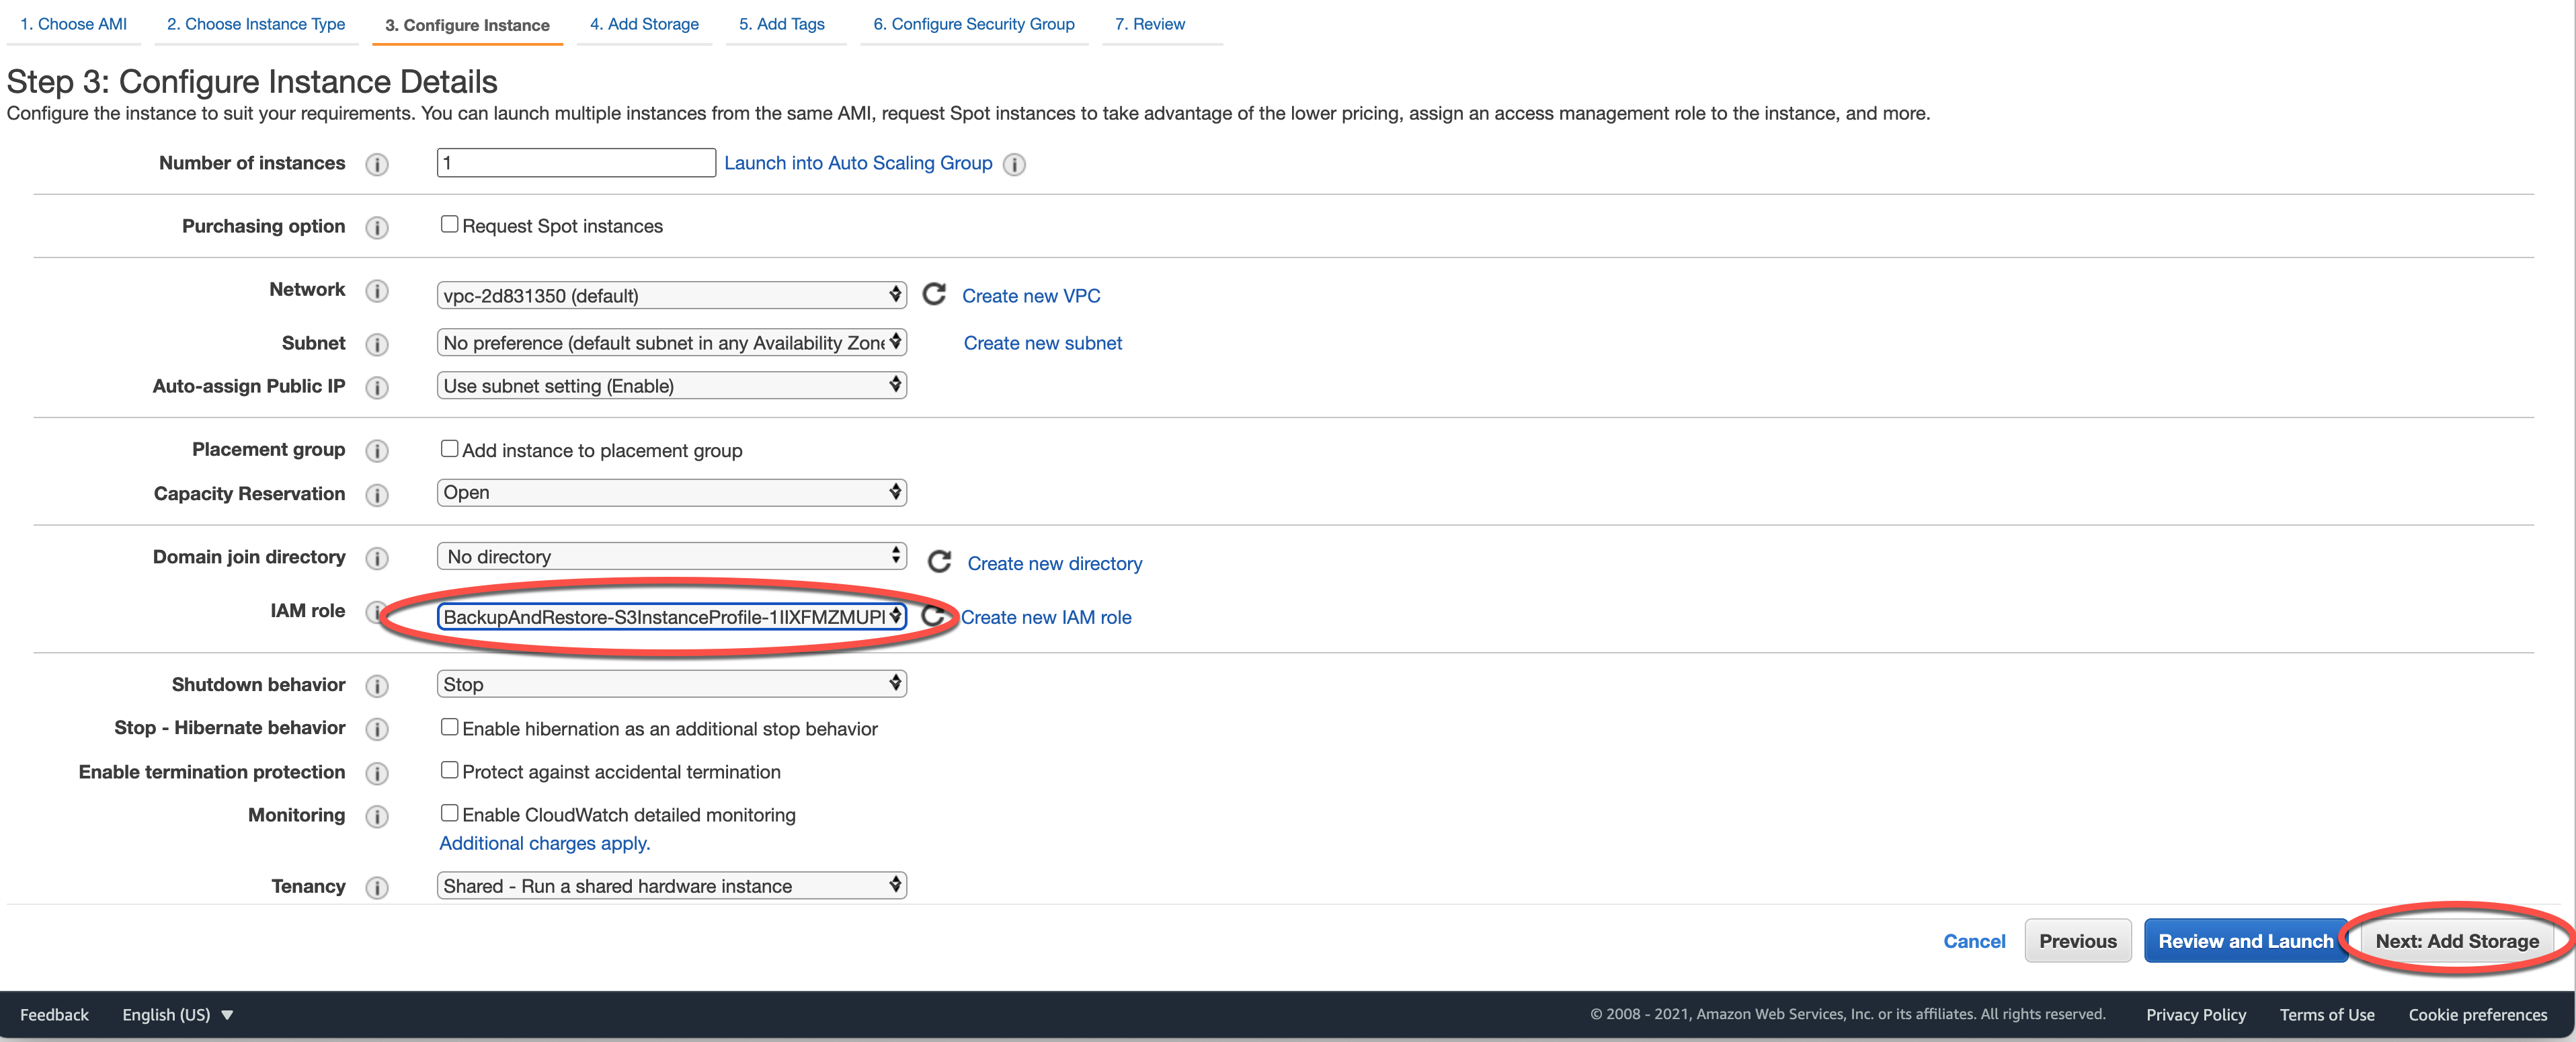 1. Choose AMI 2. Choose Instance Type 3. Configure Instance 4. Add Storage 5. Add Tags 6. Configure Security Group 7. Review
Step 3: Configure Instance Details
Configure the instance to suit your requirements. You can launch multiple instances from the same AMI, request Spot instances to take advantage of the lower pricing, assign an access management role to the instance, and more.
Number of instances i 1 Launch into Auto Scaling Group i
Purchasing option i Request Spot instances
Network i vpc-2d831350 (default) Create new VPC
Subnet i No preference (default subnet in any Availability Zone Create new subnet
Auto-assign Public IP i Use subnet setting (Enable)
Placement group i Add instance to placement group
Capacity Reservation i Open
Domain join directory i No directory Create new directory
IAM role i BackupAndRestore-S3InstanceProfile-1IIXFMZMUPI Create new IAM role
Shutdown behavior i Stop
Stop - Hibernate behavior i Enable hibernation as an additional stop behavior
Enable termination protection i Protect against accidental termination
Monitoring i Enable CloudWatch detailed monitoring
Additional charges apply.
Tenancy i Shared - Run a shared hardware instance
Cancel Previous Review and Launch Next: Add Storage
Feedback English (US) © 2008 - 2021, Amazon Web Services, Inc. or its affiliates. All rights reserved. Privacy Policy Terms of Use Cookie preferences